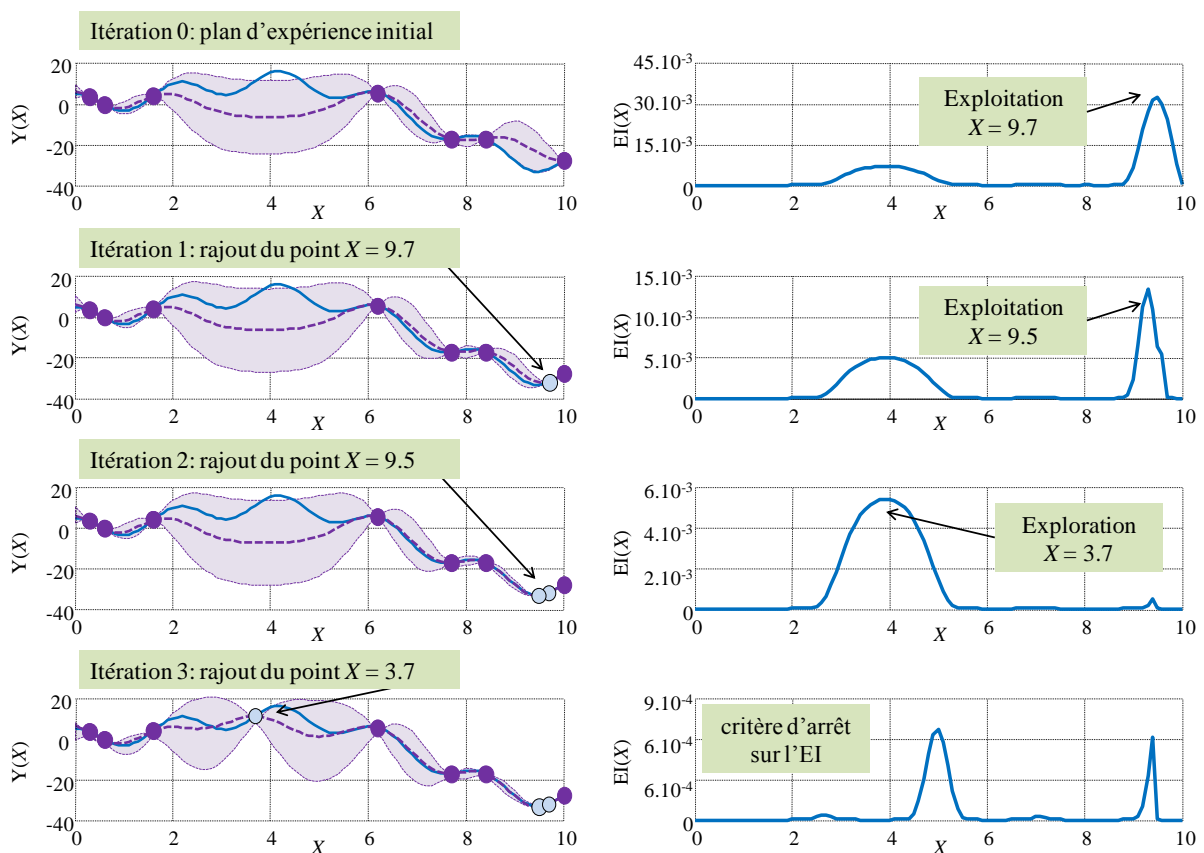 Itération 0: plan d'expérience initial
20
0
-20
-40
Y(X)
0 2 4 6 8 10
X
45.10-3
30.10-3
15.10-3
0
EI(X)
Exploitation
X = 9.7
0 2 4 6 8 10
X
Itération 1: rajout du point X = 9.7
20
0
-20
-40
Y(X)
0 2 4 6 8 10
X
15.10-3
10.10-3
5.10-3
0
EI(X)
Exploitation
X = 9.5
0 2 4 6 8 10
X
Itération 2: rajout du point X = 9.5
20
0
-20
-40
Y(X)
0 2 4 6 8 10
X
6.10-3
4.10-3
2.10-3
0
EI(X)
Exploration
X = 3.7
0 2 4 6 8 10
X
Itération 3: rajout du point X = 3.7
20
0
-20
-40
Y(X)
0 2 4 6 8 10
X
9.10-4
6.10-4
6.10-4
0
EI(X)
critère d'arrêt
sur l'EI
0 2 4 6 8 10
X